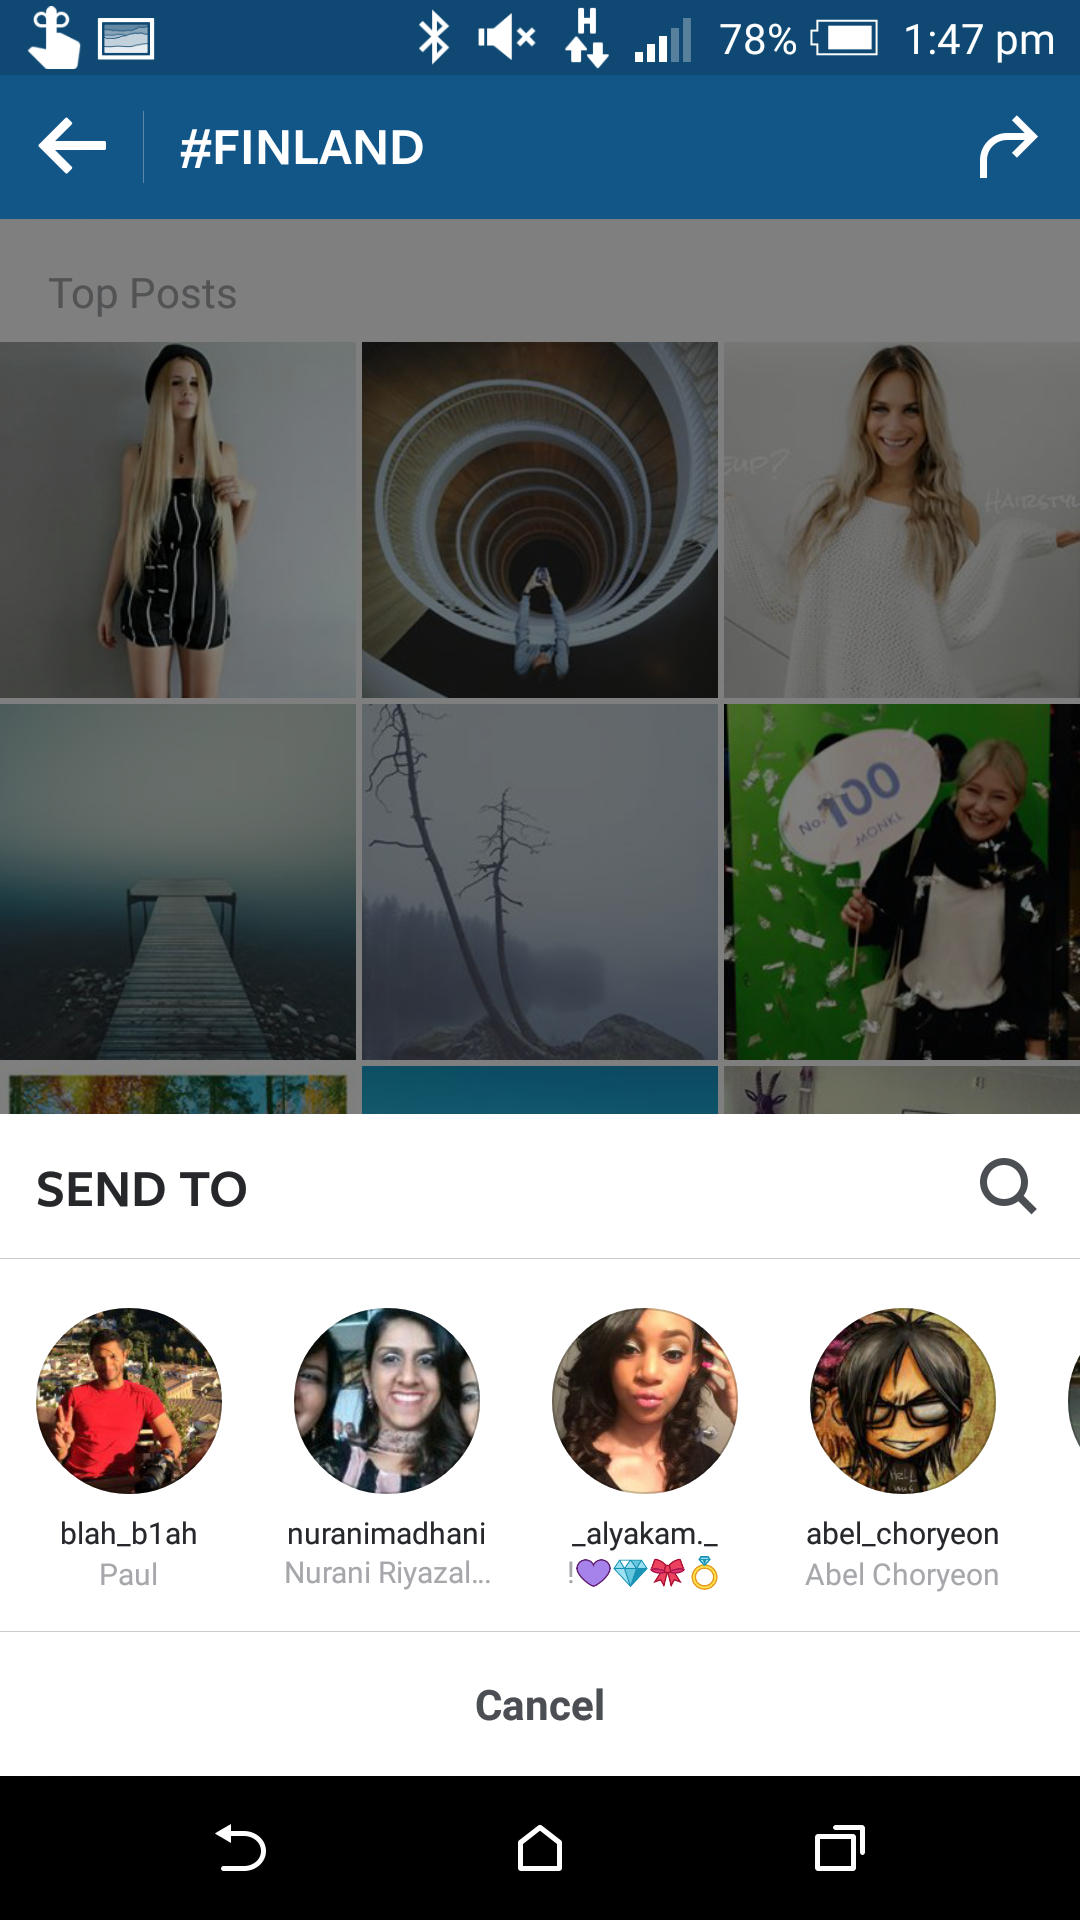 78% 1:47 pm
#FINLAND
Top Posts
EUP?
HAIRSTYL
No. 100
MONKI
SEND TO
blah_b1ah
Paul
nuranimadhani
Nurani Riyazal...
_alyakam._
!💜💎🎀💍
abel_choryeon
Abel Choryeon
Cancel